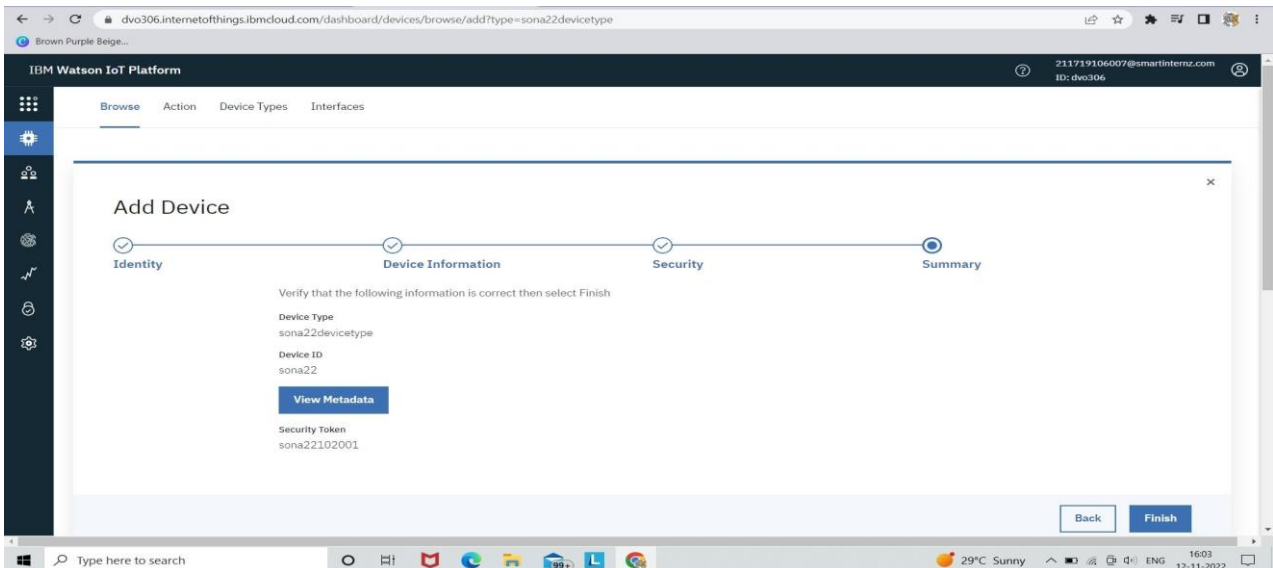 dvo306.internetofthings.ibmcloud.com/dashboard/devices/browse/add?type=sona22devicetype
Brown Purple Beige...
IBM Watson IoT Platform
211719106007@smartinternz.com
ID: dvo306
Browse Action Device Types Interfaces
Add Device
Identity Device Information Security Summary
Verify that the following information is correct then select Finish
Device Type
sona22devicetype
Device ID
sona22
View Metadata
Security Token
sona22102001
Back Finish
Type here to search
99+
L
29°C Sunny ENG 16:03
12-11-2022